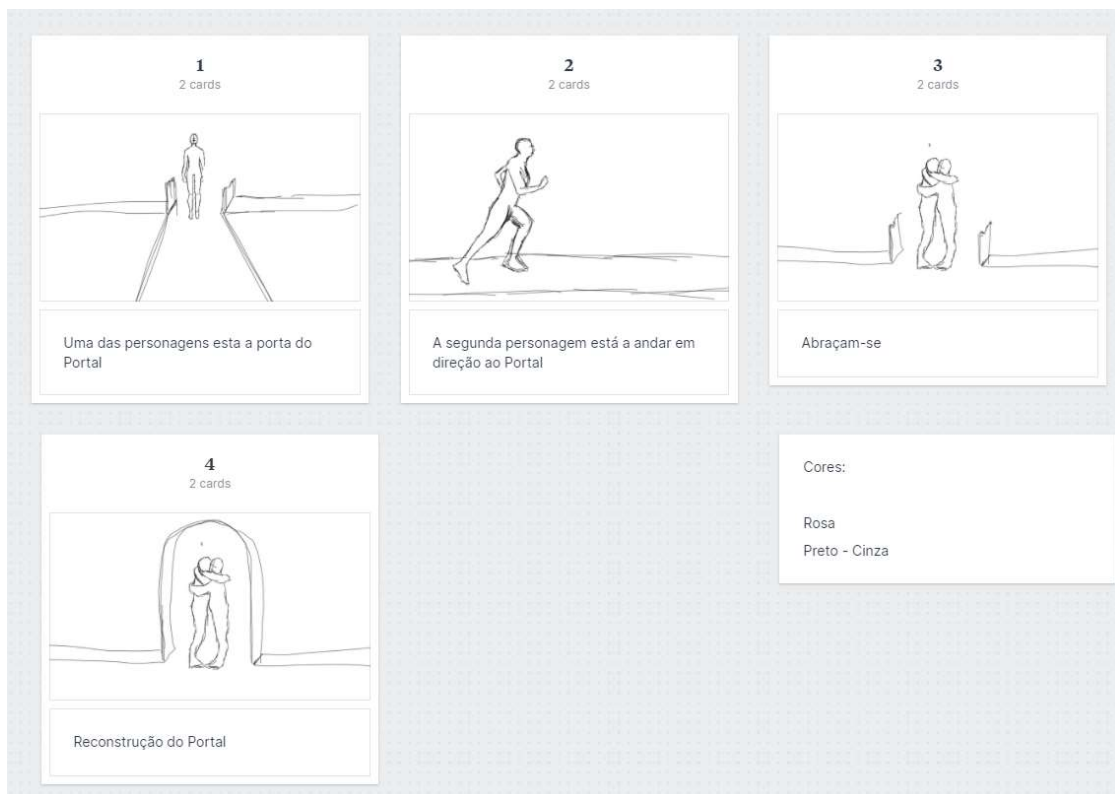 1
2 cards
Uma das personagens esta a porta do
Portal
2
2 cards
A segunda personagem está a andar em
direção ao Portal
3
2 cards
Abraçam-se
4
2 cards
Reconstrução do Portal
Cores:
Rosa
Preto - Cinza